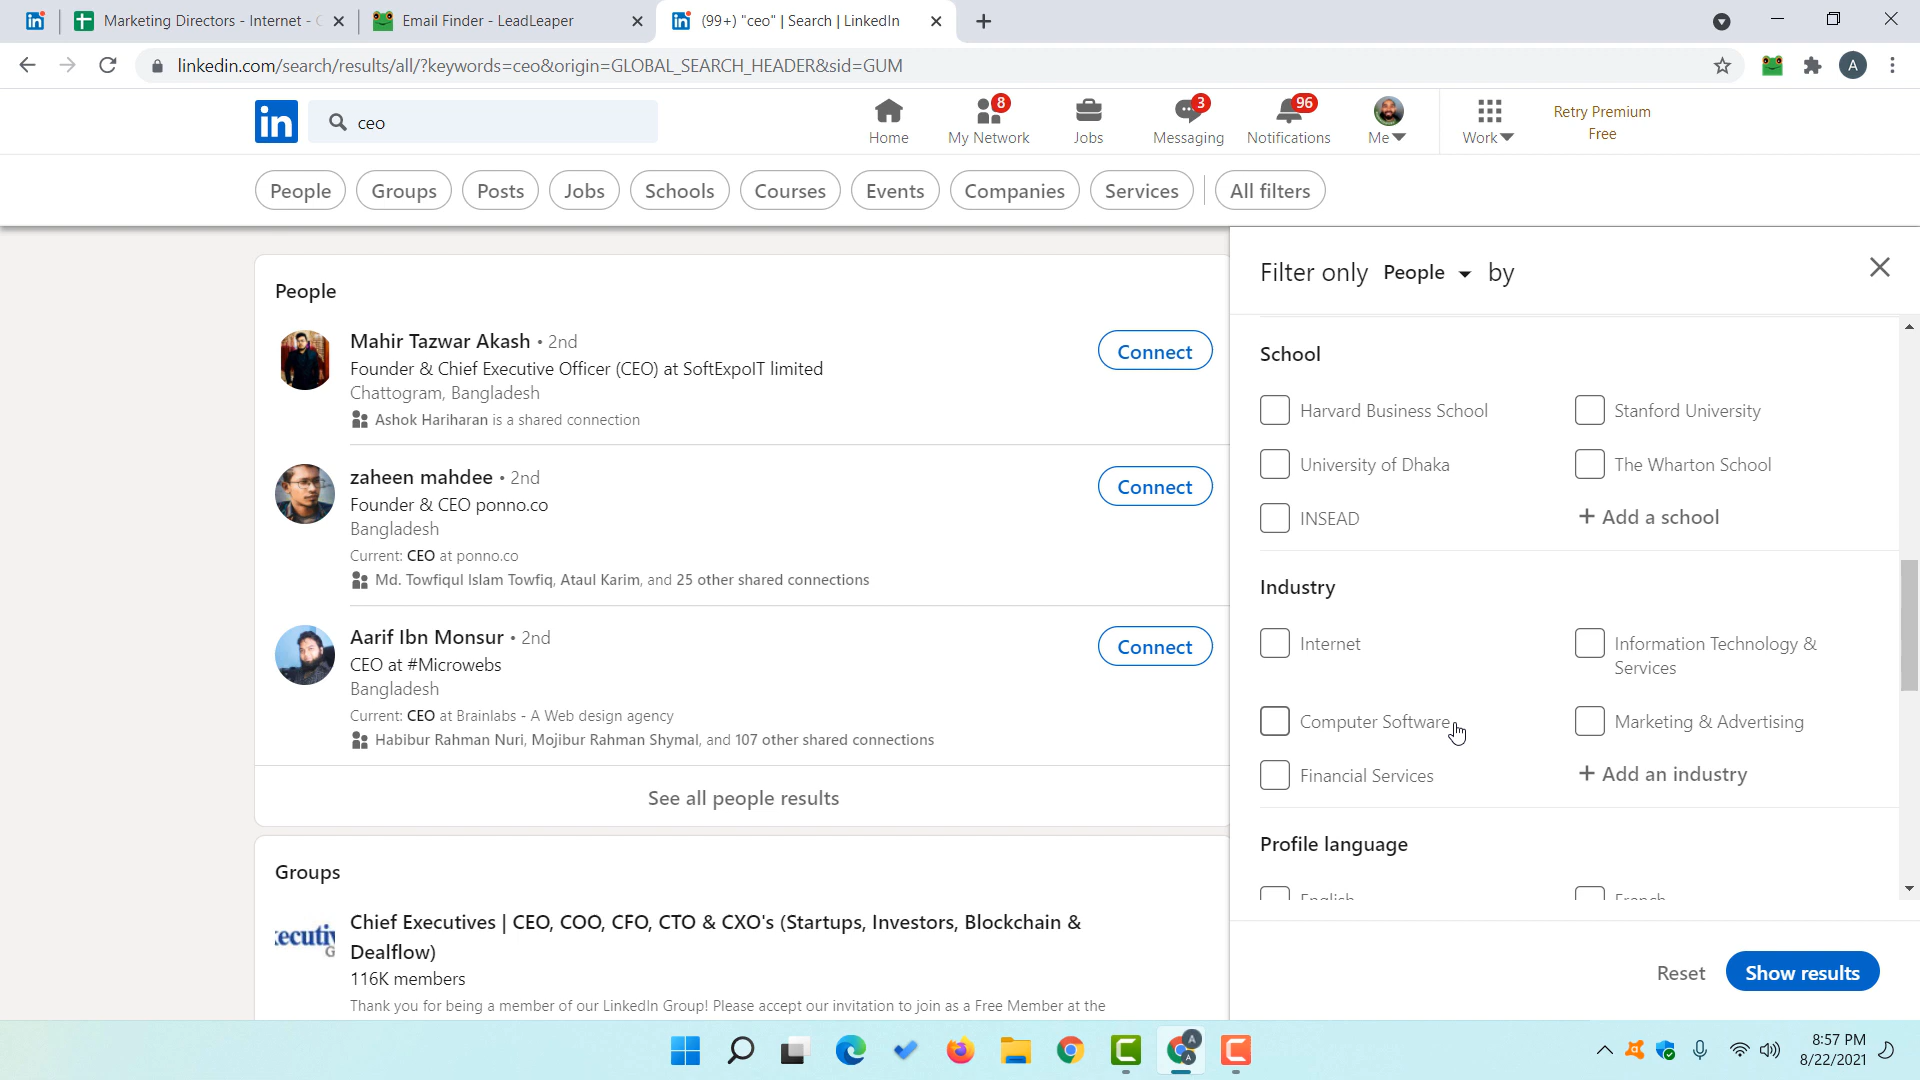 Marketing Directors - Internet -
Email Finder - LeadLeaper
(99+) "ceo" | Search | LinkedIn
linkedin.com/search/results/all/?keywords=ceo&origin=GLOBAL_SEARCH_HEADER&sid=GUM
A
in
ceo
Home
8
My Network
Jobs
3
Messaging
96
Notifications
Me
Work
Retry Premium
Free
People
Groups
Posts
Jobs
Schools
Courses
Events
Companies
Services
All filters
People
Mahir Tazwar Akash • 2nd
Founder & Chief Executive Officer (CEO) at SoftExpoIT limited
Chattogram, Bangladesh
Ashok Hariharan is a shared connection
Connect
zaheen mahdee • 2nd
Founder & CEO ponno.co
Bangladesh
Current: CEO at ponno.co
Md. Towfiqul Islam Towfiq, Ataul Karim, and 25 other shared connections
Connect
Aarif Ibn Monsur • 2nd
CEO at #Microwebs
Bangladesh
Current: CEO at Brainlabs - A Web design agency
Habibur Rahman Nuri, Mojibur Rahman Shymal, and 107 other shared connections
Connect
See all people results
Groups
Chief Executives | CEO, COO, CFO, CTO & CXO's (Startups, Investors, Blockchain &
Dealflow)
116K members
Thank you for being a member of our LinkedIn Group! Please accept our invitation to join as a Free Member at the
Filter only People by
School
Harvard Business School
Stanford University
University of Dhaka
The Wharton School
INSEAD
+ Add a school
Industry
Internet
Information Technology &
Services
Computer Software
Marketing & Advertising
Financial Services
+ Add an industry
Profile language
English
French
Reset
Show results
8:57 PM
8/22/2021